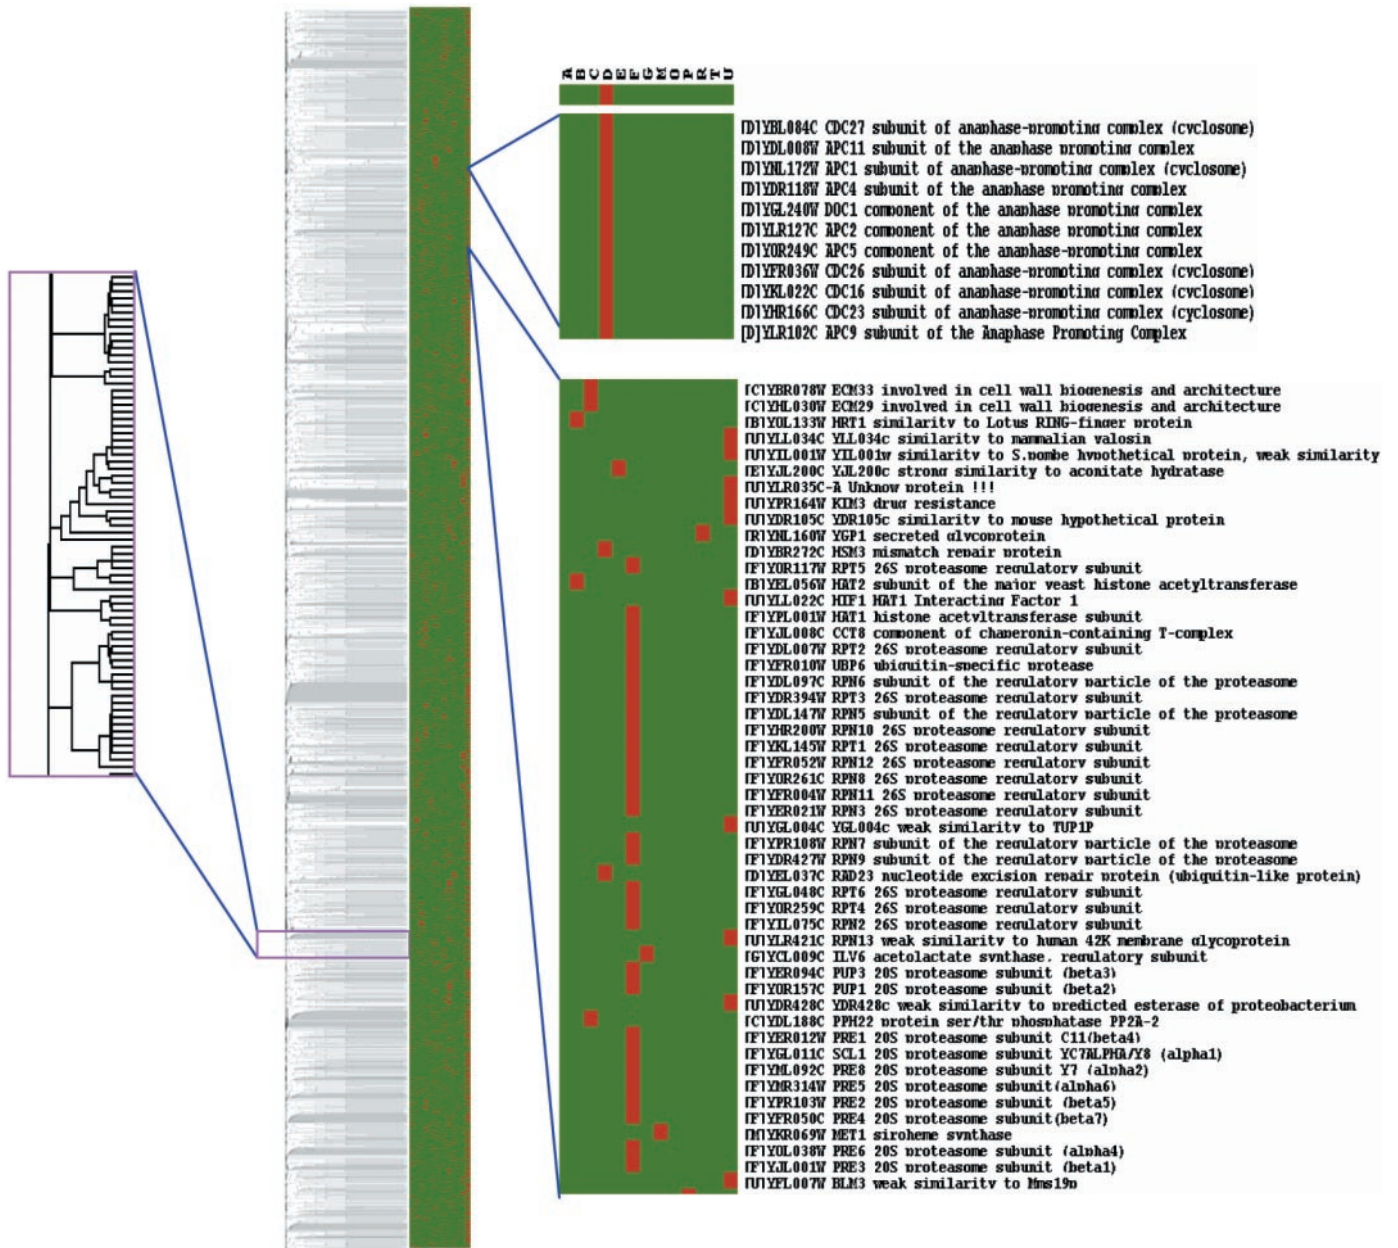 A B C D E F G M O P R T U
[D]YBL084C CDC27 subunit of anaphase-promoting complex (cyclosome)
[D]YDL008W APC11 subunit of the anaphase promoting complex
[D]YNL172W APC1 subunit of anaphase-promoting complex (cyclosome)
[D]YDR118W APC4 subunit of the anaphase promoting complex
[D]YGL240W DOC1 component of the anaphase promoting complex
[D]YLR127C APC2 component of the anaphase promoting complex
[D]YOR249C APC5 component of the anaphase-promoting complex
[D]YFR036W CDC26 subunit of anaphase-promoting complex (cyclosome)
[D]YKL022C CDC16 subunit of anaphase-promoting complex (cyclosome)
[D]YHR166C CDC23 subunit of anaphase-promoting complex (cyclosome)
[D]YLR102C APC9 subunit of the Anaphase Promoting Complex
[C]YBR078W ECM33 involved in cell wall biogenesis and architecture
[C]YHL030W ECM29 involved in cell wall biogenesis and architecture
[B]YOL133W HRT1 similarity to Lotus RING-finger protein
[U]YLL034C YLL034c similarity to mammalian valosin
[U]YIL001W YIL001w similarity to S.pombe hypothetical protein, weak similarity
[E]YJL200C YJL200c strong similarity to aconitate hydratase
[U]YLR035C-A Unknow protein !!!
[U]YPR164W KIM3 drug resistance
[U]YDR105C YDR105c similarity to mouse hypothetical protein
[R]YNL160W YGP1 secreted glycoprotein
[D]YBR272C HSM3 mismatch repair protein
[F]YOR117W RPT5 26S proteasome regulatory subunit
[B]YEL056W HAT2 subunit of the major yeast histone acetyltransferase
[U]YLL022C HIF1 HAT1 Interacting Factor 1
[F]YPL001W HAT1 histone acetyltransferase subunit
[F]YJL008C CCT8 component of chaperonin-containing T-complex
[F]YDL007W RPT2 26S proteasome regulatory subunit
[F]YFR010W UBP6 ubiquitin-specific protease
[F]YDL097C RPN6 subunit of the regulatory particle of the proteasome
[F]YDR394W RPT3 26S proteasome regulatory subunit
[F]YDL147W RPN5 subunit of the regulatory particle of the proteasome
[F]YHR200W RPN10 26S proteasome regulatory subunit
[F]YKL145W RPT1 26S proteasome regulatory subunit
[F]YFR052W RPN12 26S proteasome regulatory subunit
[F]YOR261C RPN8 26S proteasome regulatory subunit
[F]YFR004W RPN11 26S proteasome regulatory subunit
[F]YER021W RPN3 26S proteasome regulatory subunit
[U]YGL004C YGL004c weak similarity to TUP1P
[F]YPR108W RPN7 subunit of the regulatory particle of the proteasome
[F]YDR427W RPN9 subunit of the regulatory particle of the proteasome
[D]YEL037C RAD23 nucleotide excision repair protein (ubiquitin-like protein)
[F]YGL048C RPT6 26S proteasome regulatory subunit
[F]YOR259C RPT4 26S proteasome regulatory subunit
[F]YIL075C RPN2 26S proteasome regulatory subunit
[U]YLR421C RPN13 weak similarity to human 42K membrane glycoprotein
[G]YCL009C ILV6 acetolactate synthase, regulatory subunit
[F]YER094C PUP3 20S proteasome subunit (beta3)
[F]YOR157C PUP1 20S proteasome subunit (beta2)
[U]YDR428C YDR428c weak similarity to predicted esterase of proteobacterium
[C]YDL188C PPH22 protein ser/thr phosphatase PP2A-2
[F]YER012W PRE1 20S proteasome subunit C11(beta4)
[F]YGL011C SCL1 20S proteasome subunit YC7ALPHA/Y8 (alpha1)
[F]YML092C PRE8 20S proteasome subunit Y7 (alpha2)
[F]YMR314W PRE5 20S proteasome subunit(alpha6)
[F]YPR103W PRE2 20S proteasome subunit (beta5)
[F]YFR050C PRE4 20S proteasome subunit(beta7)
[M]YKR069W MET1 siroheme synthase
[F]YOL038W PRE6 20S proteasome subunit (alpha4)
[F]YJL001W PRE3 20S proteasome subunit (beta1)
[U]YFL007W BLM3 weak similarity to Mms19p